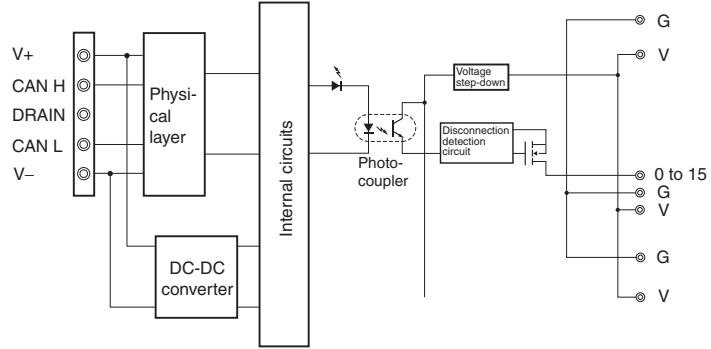 V+
CAN H
DRAIN
CAN L
V–
Physi-
cal
layer
DC-DC
converter
Internal circuits
Photo-
coupler
Voltage
step-down
Disconnection
detection
circuit
G
V
0 to 15
G
V
G
V